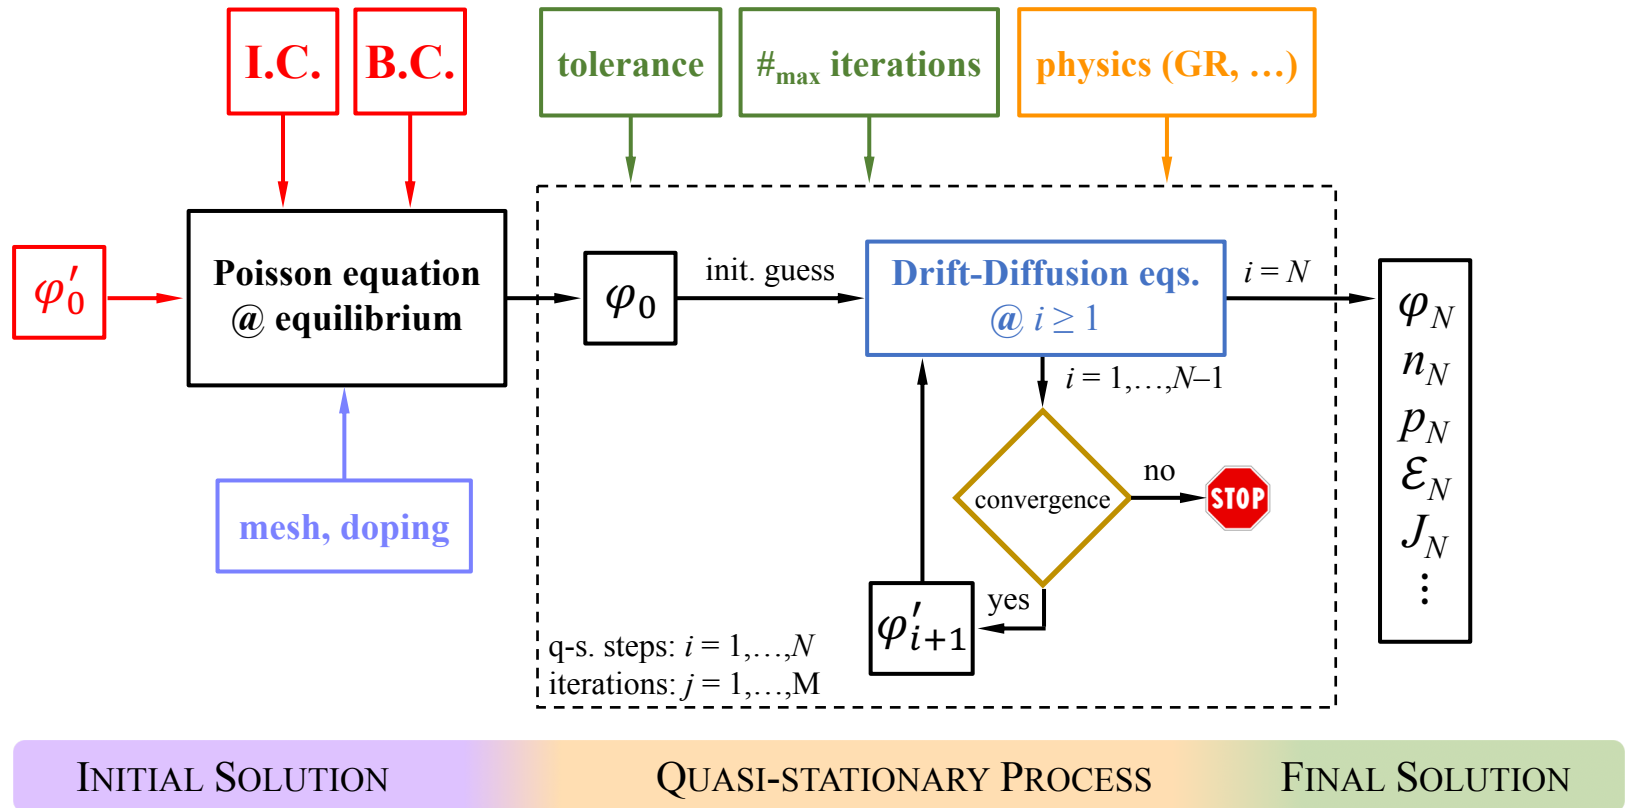 I.C.
B.C.
tolerance
#max iterations
physics (GR, …)
φ′0
Poisson equation
@ equilibrium
φ0
init. guess
Drift-Diffusion eqs.
@ i ≥ 1
i = N
φN
nN
pN
ℰN
JN
⋮
i = 1,…,N–1
convergence
no
STOP
yes
φ′i+1
mesh, doping
q-s. steps: i = 1,…,N
iterations: j = 1,…,M
INITIAL SOLUTION
QUASI-STATIONARY PROCESS
FINAL SOLUTION